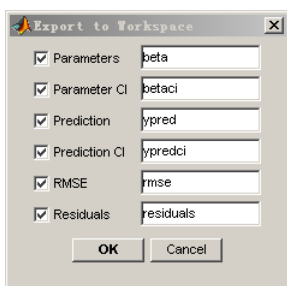 Export to Workspace
Parameters beta
Parameter CI betaci
Prediction ypred
Prediction CI ypredci
RMSE rmse
Residuals residuals
OK Cancel